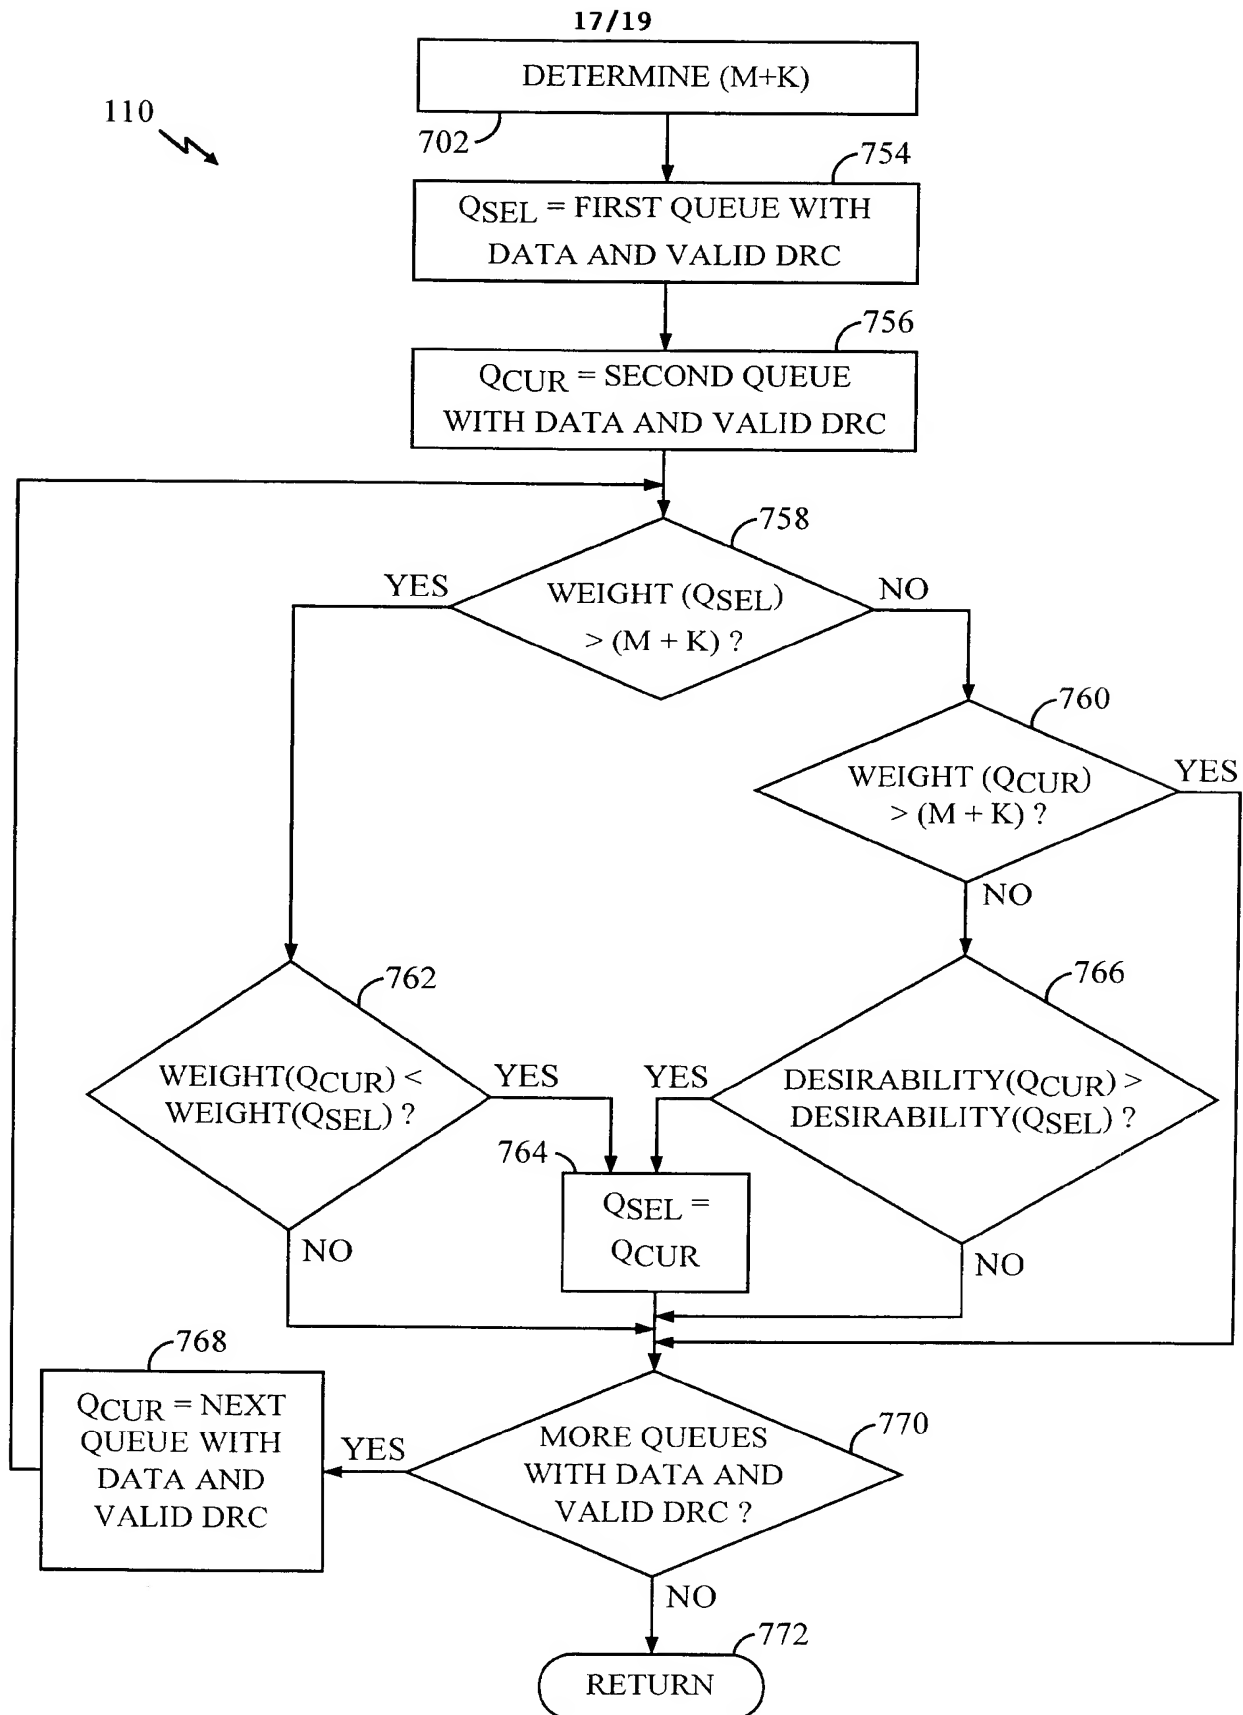 17/19
DETERMINE (M+K)
110
702
754
QSEL = FIRST QUEUE WITH
DATA AND VALID DRC
756
QCUR = SECOND QUEUE
WITH DATA AND VALID DRC
758
YES
WEIGHT (QSEL)
> (M + K) ?
NO
760
WEIGHT (QCUR)
> (M + K) ?
YES
NO
762
WEIGHT(QCUR) <
WEIGHT(QSEL) ?
YES
NO
766
YES
DESIRABILITY(QCUR) >
DESIRABILITY(QSEL) ?
NO
764
QSEL =
QCUR
768
QCUR = NEXT
QUEUE WITH
DATA AND
VALID DRC
YES
770
MORE QUEUES
WITH DATA AND
VALID DRC ?
NO
772
RETURN